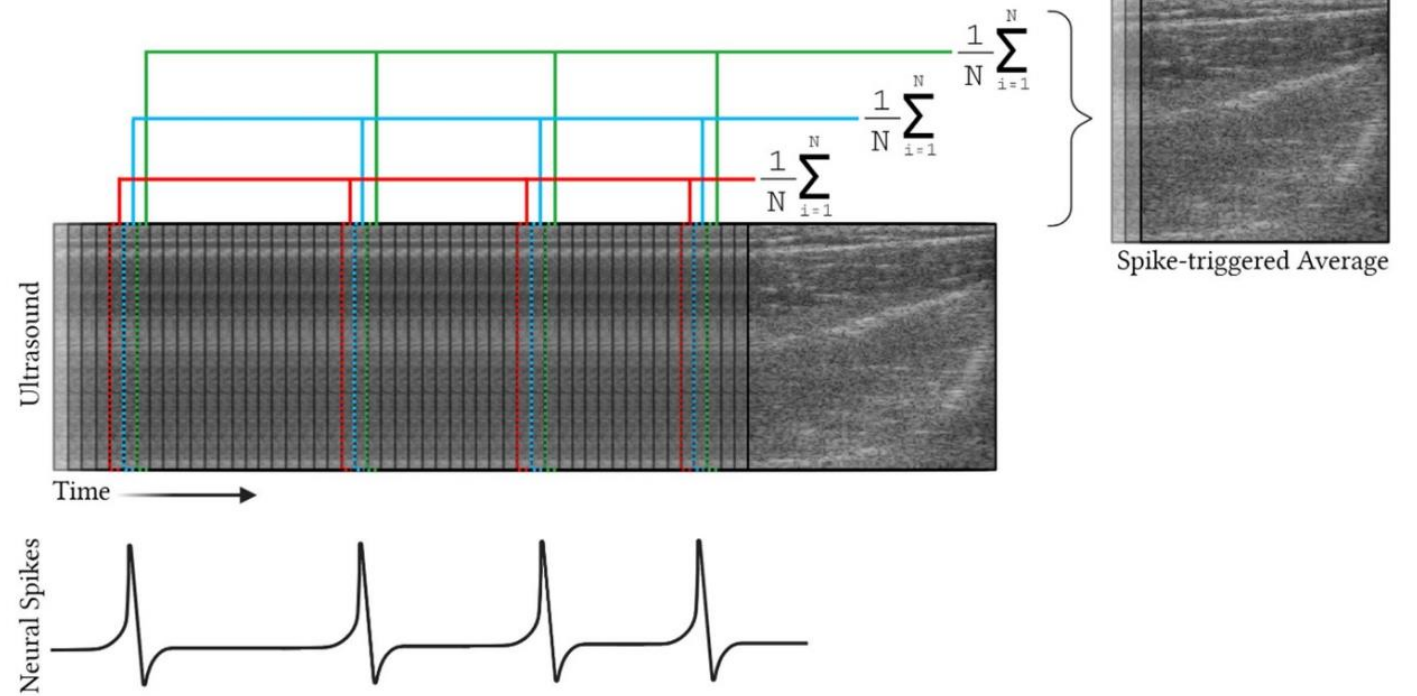 N
1
N
Σ
i=1
N
1
N
Σ
i=1
N
1
N
Σ
i=1
Spike-triggered Average
Ultrasound
Time
Neural Spikes